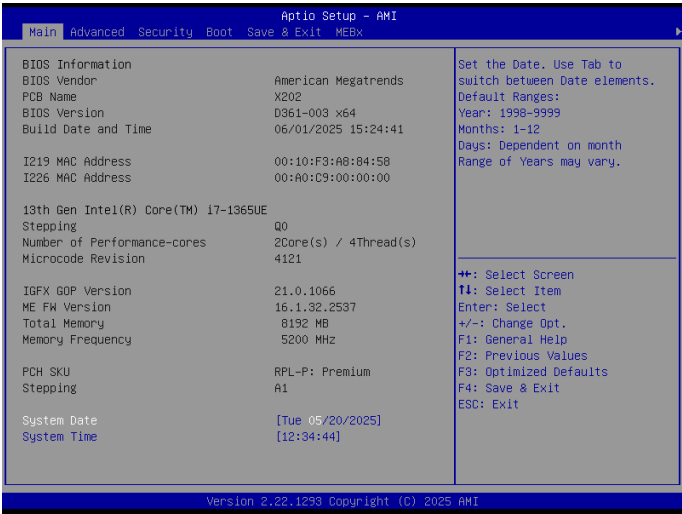 Aptio Setup - AMI
Main Advanced Security Boot Save & Exit MEBx
BIOS Information
BIOS Vendor American Megatrends
PCB Name X202
BIOS Version D361-003 x64
Build Date and Time 06/01/2025 15:24:41
I219 MAC Address 00:10:F3:A8:84:58
I226 MAC Address 00:A0:C9:00:00:00
13th Gen Intel(R) Core(TM) i7-1365UE
Stepping Q0
Number of Performance-cores 2Core(s) / 4Thread(s)
Microcode Revision 4121
IGFX GOP Version 21.0.1066
ME FW Version 16.1.32.2537
Total Memory 8192 MB
Memory Frequency 5200 MHz
PCH SKU RPL-P: Premium
Stepping A1
System Date [Tue 05/20/2025]
System Time [12:34:44]
Set the Date. Use Tab to
switch between Date elements.
Default Ranges:
Year: 1998-9999
Months: 1-12
Days: Dependent on month
Range of Years may vary.
→←: Select Screen
↑↓: Select Item
Enter: Select
+/-: Change Opt.
F1: General Help
F2: Previous Values
F3: Optimized Defaults
F4: Save & Exit
ESC: Exit
Version 2.22.1293 Copyright (C) 2025 AMI